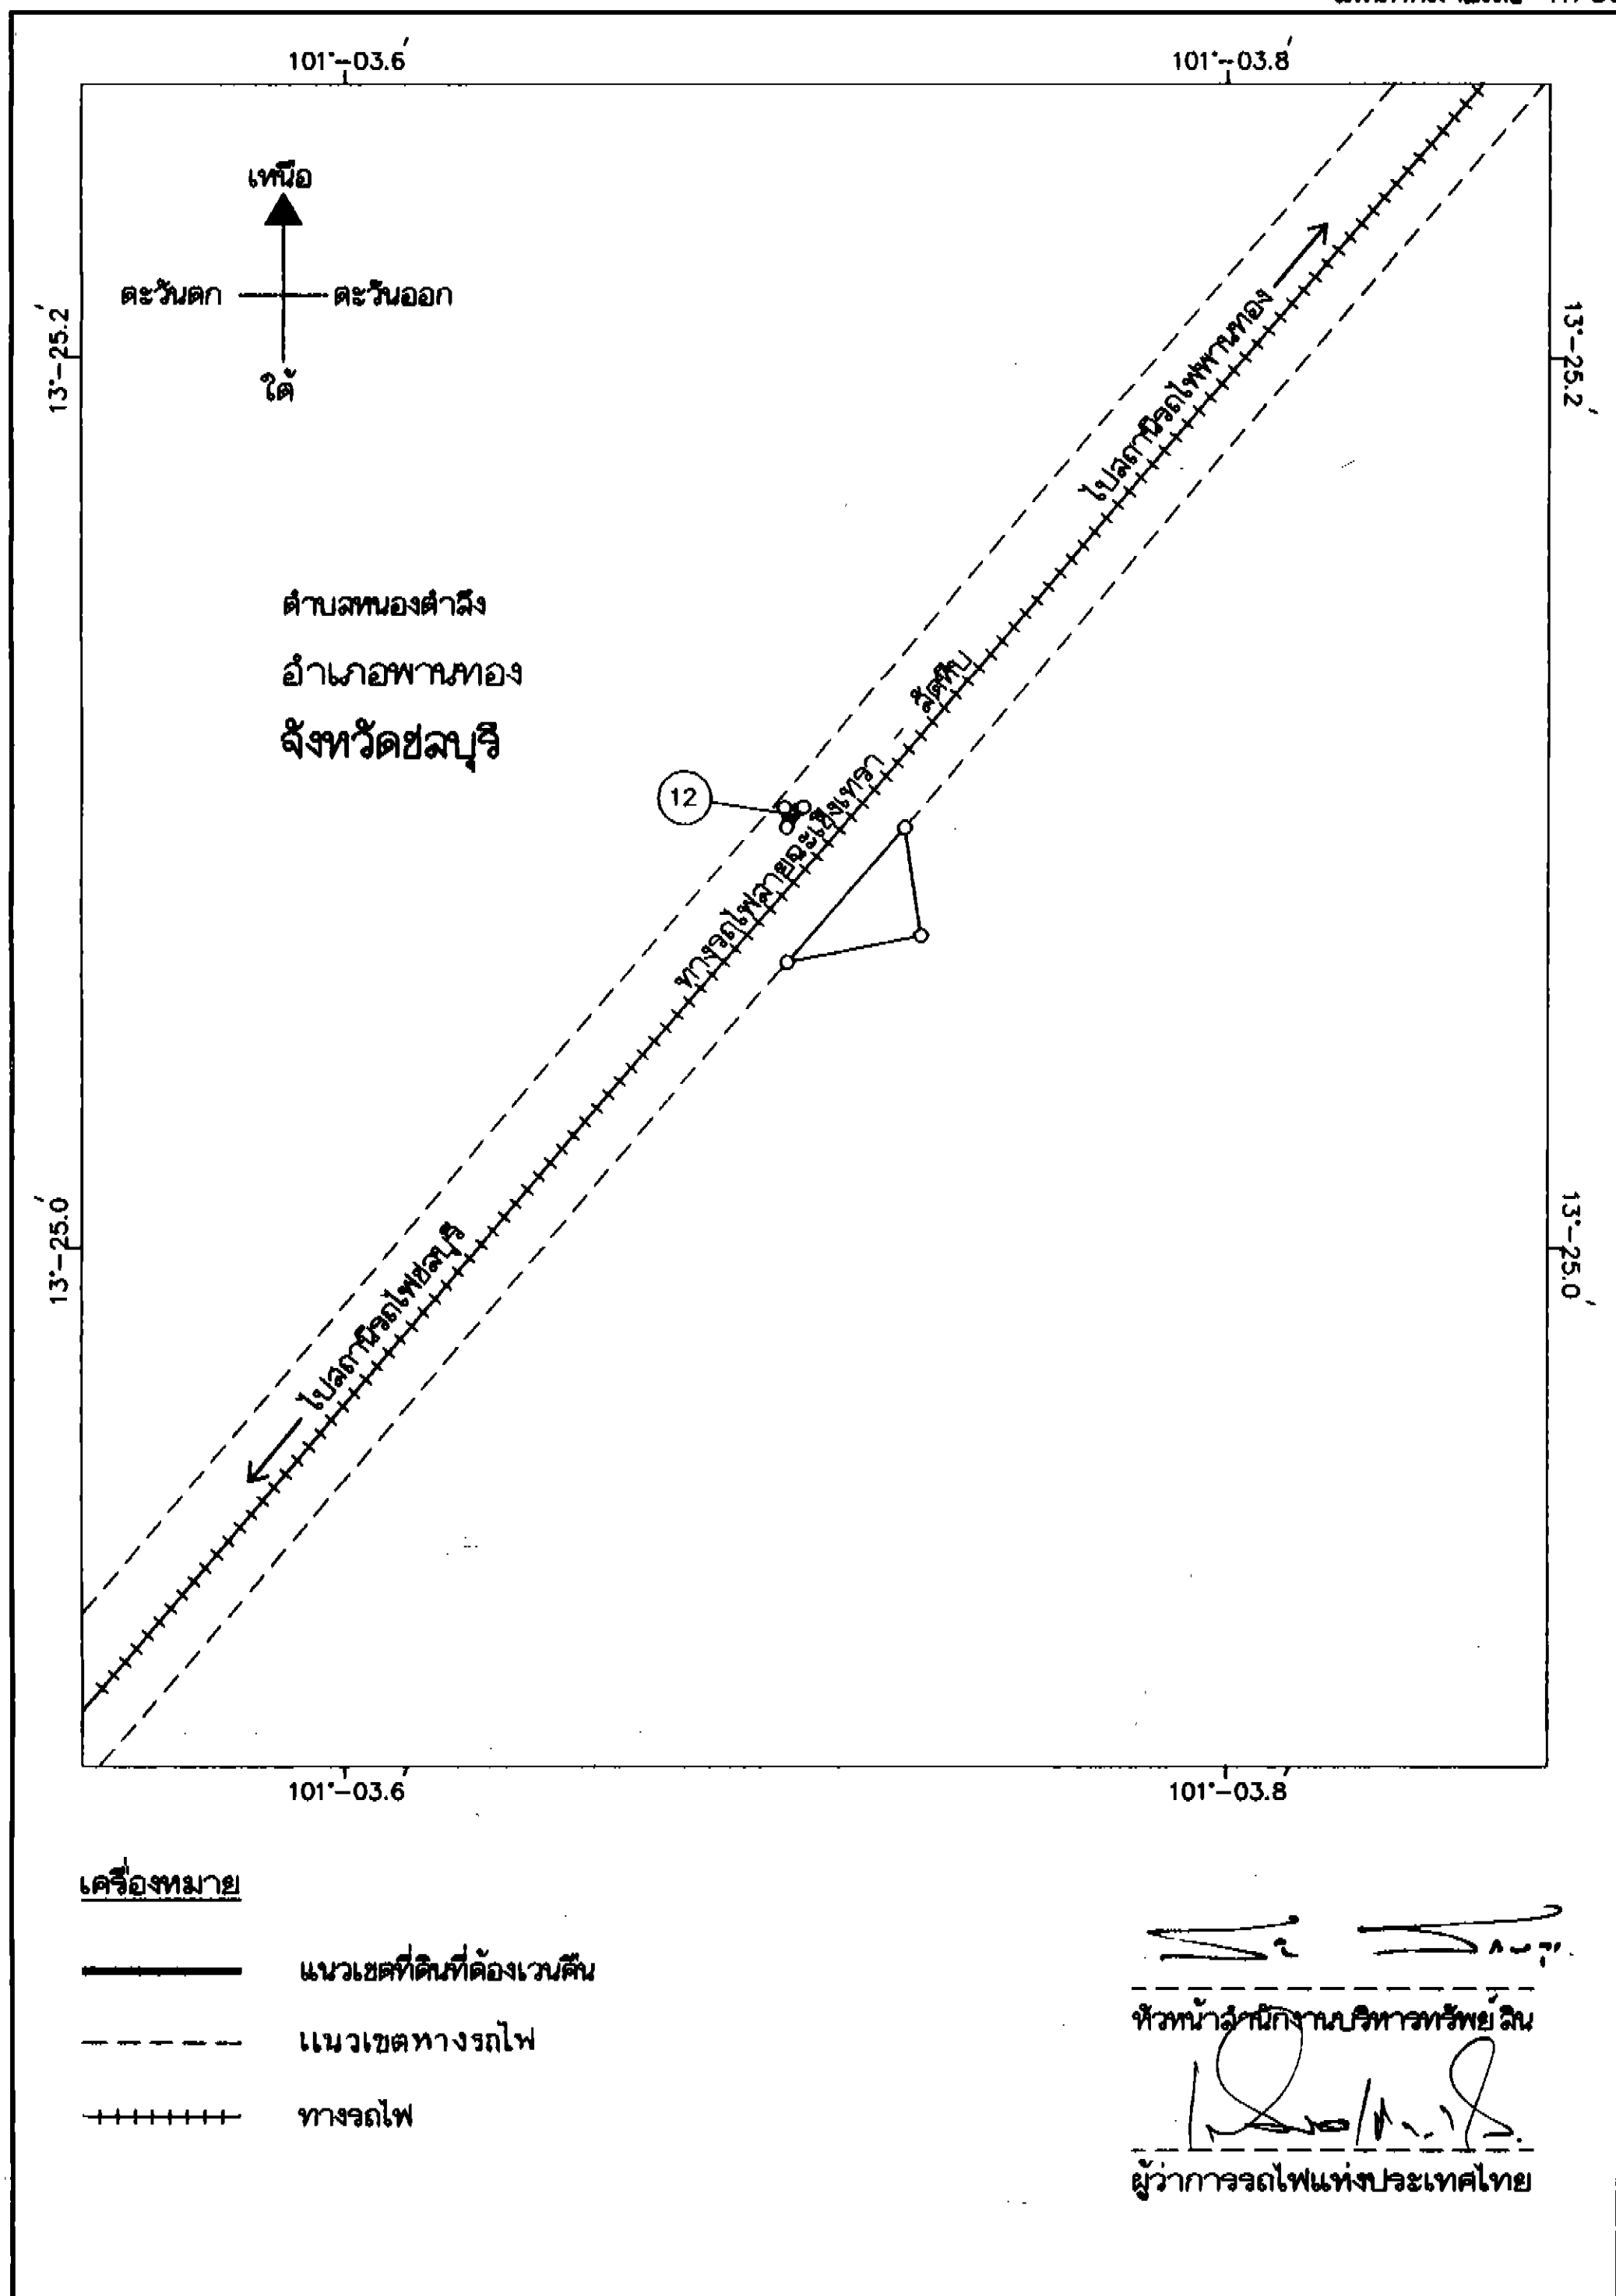 101°-03.6′
101°-03.8′
เหนือ
ตะวันตก
ตะวันออก
ใต้
13°-25.2′
13°-25.2′
ไปสถานีรถไฟพานทอง
ตำบลหนองตำลึง
อำเภอพานทอง
จังหวัดชลบุรี
12
ทางรถไฟสายฉะเชิงเทรา - สัตหีบ
13°-25.0′
13°-25.0′
ไปสถานีรถไฟชลบุรี
101°-03.6′
101°-03.8′
เครื่องหมาย
แนวเขตที่ดินที่ต้องเวนคืน
แนวเขตทางรถไฟ
ทางรถไฟ
หัวหน้าสำนักงานบริหารทรัพย์สิน
ผู้ว่าการรถไฟแห่งประเทศไทย